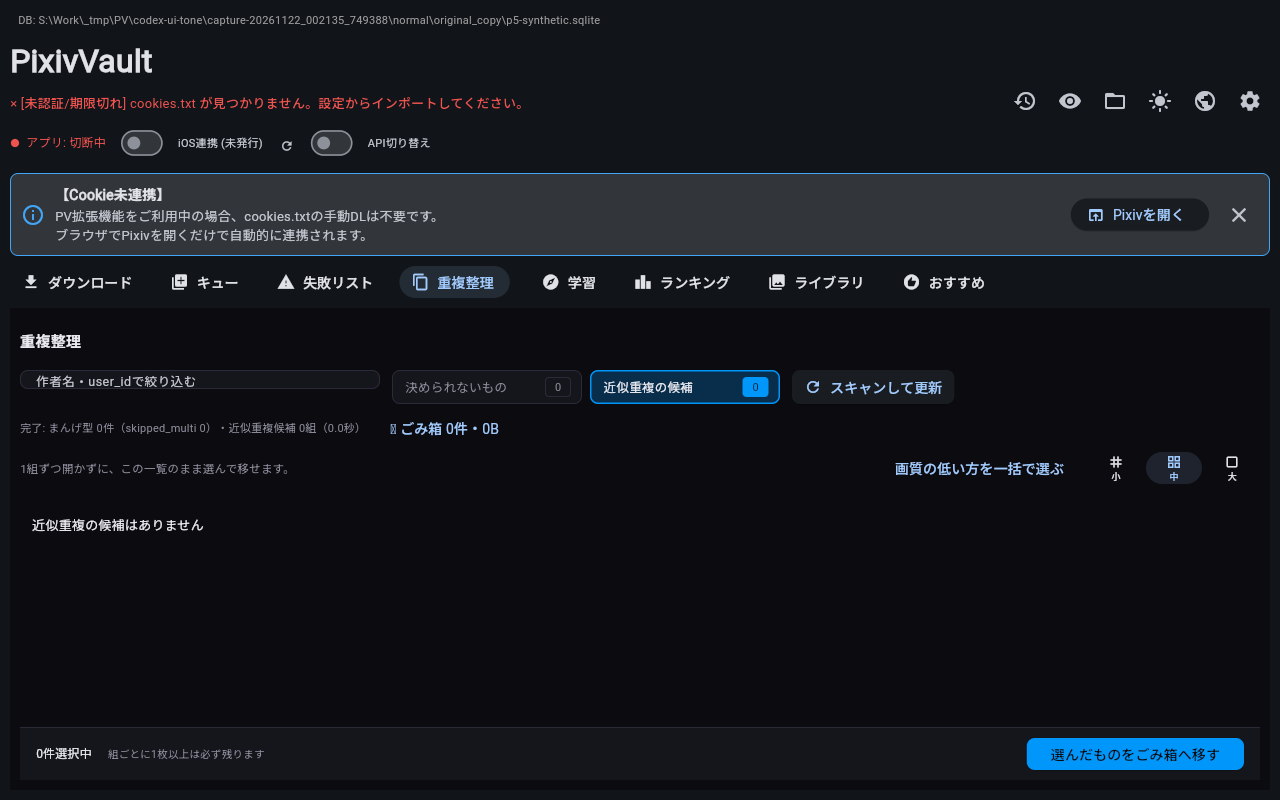 DB: S:\Work\_tmp\PV\codex-ui-tone\capture-20261122_002135_749388\normal\original_copy\p5-synthetic.sqlite
PixivVault
× [未認証/期限切れ] cookies.txt が見つかりません。設定からインポートしてください。
アプリ: 切断中 iOS連携 (未発行) API切り替え
【Cookie未連携】
PV拡張機能をご利用中の場合、cookies.txtの手動DLは不要です。
ブラウザでPixivを開くだけで自動的に連携されます。
Pixivを開く
ダウンロード キュー 失敗リスト 重複整理 学習 ランキング ライブラリ おすすめ
重複整理
作者名・user_idで絞り込む 決められないもの 0 近似重複の候補 0 スキャンして更新
完了: まんげ型 0件（skipped_multi 0）・近似重複候補 0組（0.0秒） ごみ箱 0件・0B
1組ずつ開かずに、この一覧のまま選んで移せます。 画質の低い方を一括で選ぶ 小 中 大
近似重複の候補はありません
0件選択中 組ごとに1枚以上は必ず残ります 選んだものをごみ箱へ移す